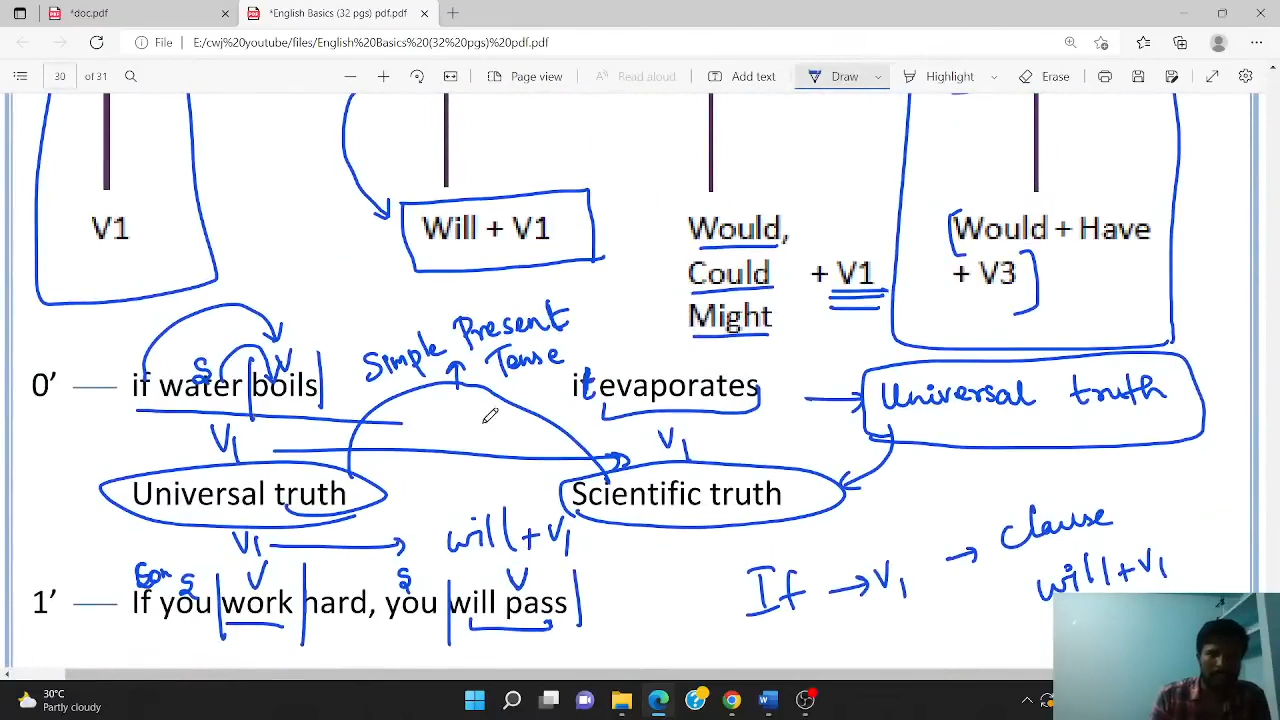 *doc.pdf
*English Basics (32 pgs) pdf.pdf
File
E:/cwj%20youtube/files/English%20Basics%20(32%20pgs)%20pdf.pdf
30 of 31
Page view
Read aloud
Add text
Draw
Highlight
Erase
V1
Will + V1
Would,
Could + V1
Might
Would + Have
+ V3
Simple Present
Tense
S V
0' if water boils it evaporates Universal truth
V1 V1
Universal truth Scientific truth
V1 will + V1
Con S V S V
1' If you work hard, you will pass
If V1 clause
will + V1
30°C
Partly cloudy